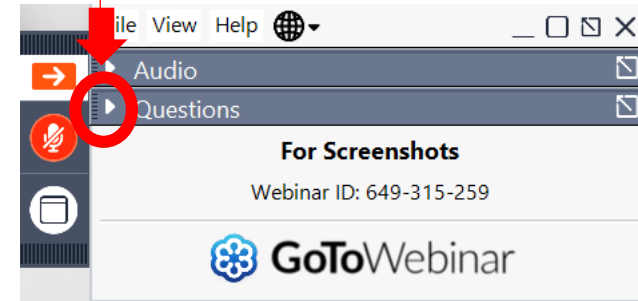 ile View Help
Audio
Questions
For Screenshots
Webinar ID: 649-315-259
GoToWebinar